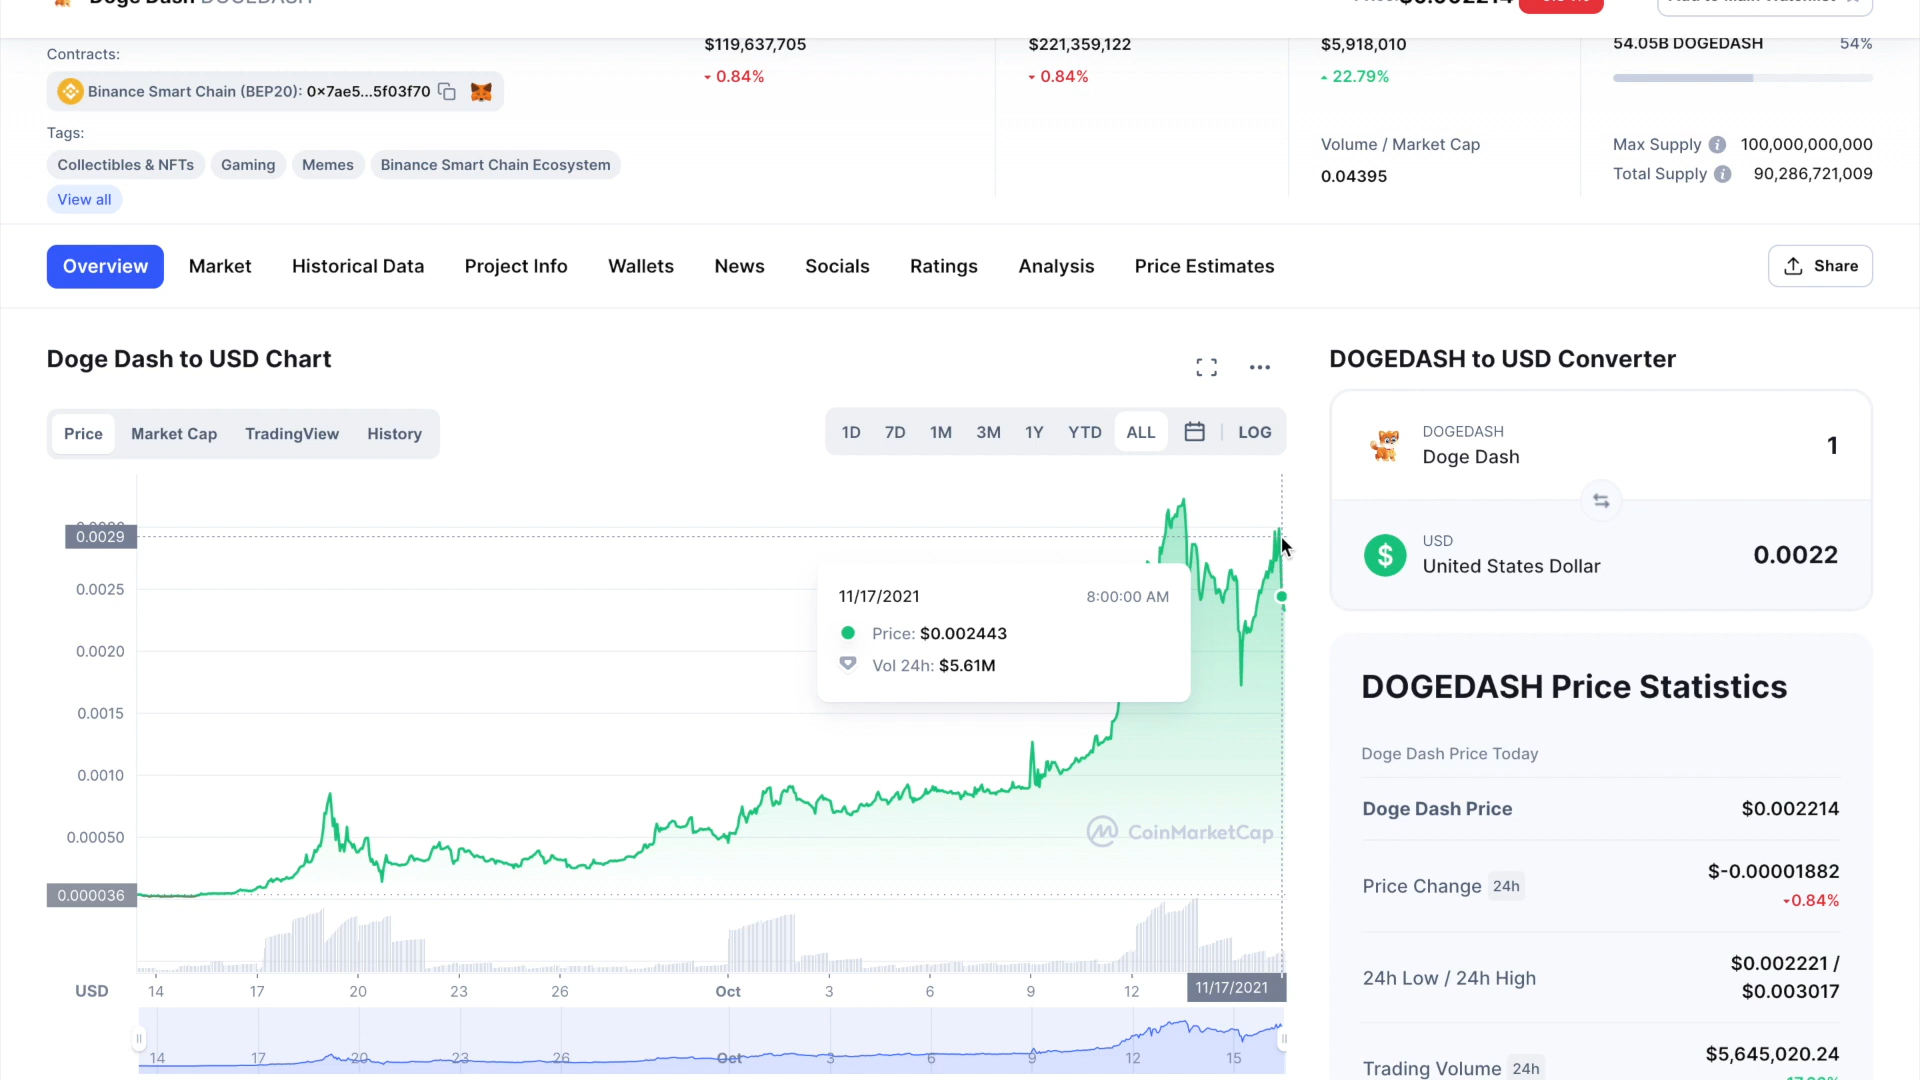 Doge Dash DOGEDASH
$0.002214
Contracts:
Binance Smart Chain (BEP20): 0x7ae5...5f03f70
Tags:
Collectibles & NFTs Gaming Memes Binance Smart Chain Ecosystem
View all
$119,637,705
0.84%
$221,359,122
0.84%
$5,918,010
22.79%
Volume / Market Cap
0.04395
54.05B DOGEDASH 54%
Max Supply 100,000,000,000
Total Supply 90,286,721,009
Overview Market Historical Data Project Info Wallets News Socials Ratings Analysis Price Estimates Share
Doge Dash to USD Chart
Price Market Cap TradingView History
1D 7D 1M 3M 1Y YTD ALL LOG
0.0029
0.0025
0.0020
0.0015
0.0010
0.00050
0.000036
11/17/2021 8:00:00 AM
Price: $0.002443
Vol 24h: $5.61M
CoinMarketCap
USD 14 17 20 23 26 Oct 3 6 9 12 11/17/2021
14 17 20 23 26 Oct 3 6 9 12 15
DOGEDASH to USD Converter
DOGEDASH
Doge Dash
1
USD
United States Dollar
0.0022
DOGEDASH Price Statistics
Doge Dash Price Today
Doge Dash Price $0.002214
Price Change 24h $-0.00001882
0.84%
24h Low / 24h High $0.002221 /
$0.003017
Trading Volume 24h $5,645,020.24